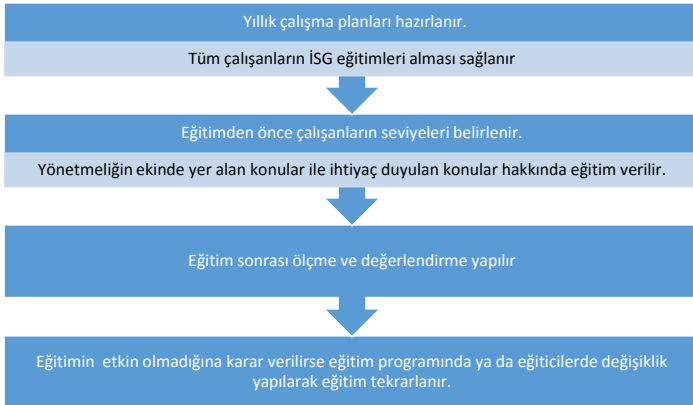 Yıllık çalışma planları hazırlanır.
Tüm çalışanların İSG eğitimleri alması sağlanır
Eğitimden önce çalışanların seviyeleri belirlenir.
Yönetmeliğin ekinde yer alan konular ile ihtiyaç duyulan konular hakkında eğitim verilir.
Eğitim sonrası ölçme ve değerlendirme yapılır
Eğitimin etkin olmadığına karar verilirse eğitim programında ya da eğiticilerde değişiklik
yapılarak eğitim tekrarlanır.